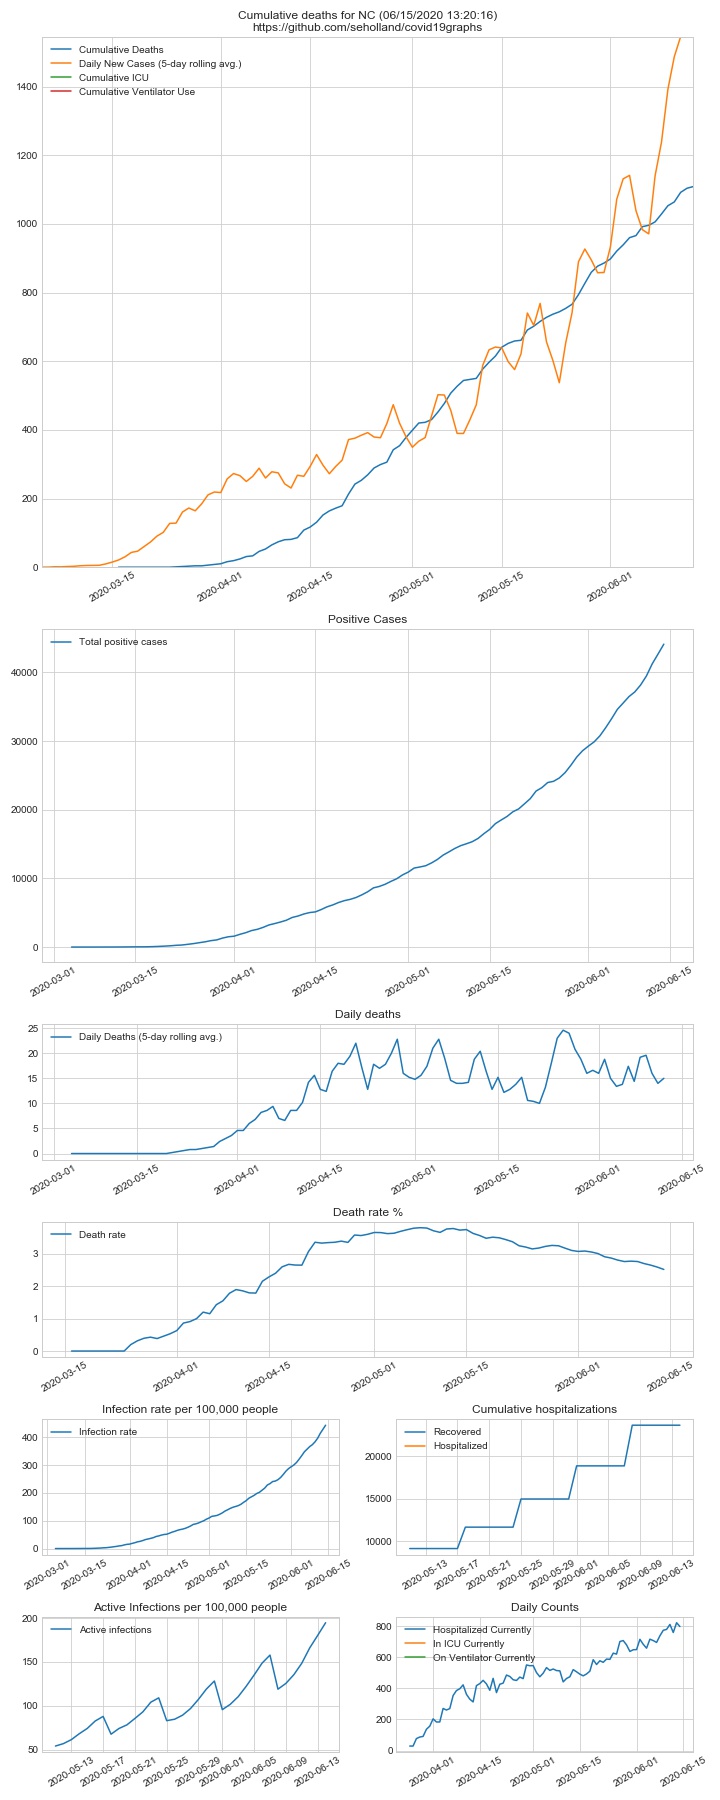 Cumulative deaths for NC (06/15/2020 13:20:16)
https://github.com/seholland/covid19graphs
Cumulative Deaths
Daily New Cases (5-day rolling avg.)
Cumulative ICU
Cumulative Ventilator Use
1400
1200
1000
800
600
400
200
0
2020-03-15 2020-04-01 2020-04-15 2020-05-01 2020-05-15 2020-06-01
Positive Cases
Total positive cases
40000
30000
20000
10000
0
2020-03-01 2020-03-15 2020-04-01 2020-04-15 2020-05-01 2020-05-15 2020-06-01 2020-06-15
Daily deaths
Daily Deaths (5-day rolling avg.)
25
20
15
10
5
0
2020-03-01 2020-03-15 2020-04-01 2020-04-15 2020-05-01 2020-05-15 2020-06-01 2020-06-15
Death rate %
Death rate
3
2
1
0
2020-03-15 2020-04-01 2020-04-15 2020-05-01 2020-05-15 2020-06-01 2020-06-15
Infection rate per 100,000 people
Infection rate
400
300
200
100
0
2020-03-01 2020-03-15 2020-04-01 2020-04-15 2020-05-01 2020-05-15 2020-06-01 2020-06-15
Cumulative hospitalizations
Recovered
Hospitalized
20000
15000
10000
2020-05-13 2020-05-17 2020-05-21 2020-05-25 2020-05-29 2020-06-01 2020-06-05 2020-06-09 2020-06-13
Active Infections per 100,000 people
Active infections
200
150
100
50
2020-05-13 2020-05-17 2020-05-21 2020-05-25 2020-05-29 2020-06-01 2020-06-05 2020-06-09 2020-06-13
Daily Counts
Hospitalized Currently
In ICU Currently
On Ventilator Currently
800
600
400
200
0
2020-04-01 2020-04-15 2020-05-01 2020-05-15 2020-06-01 2020-06-15